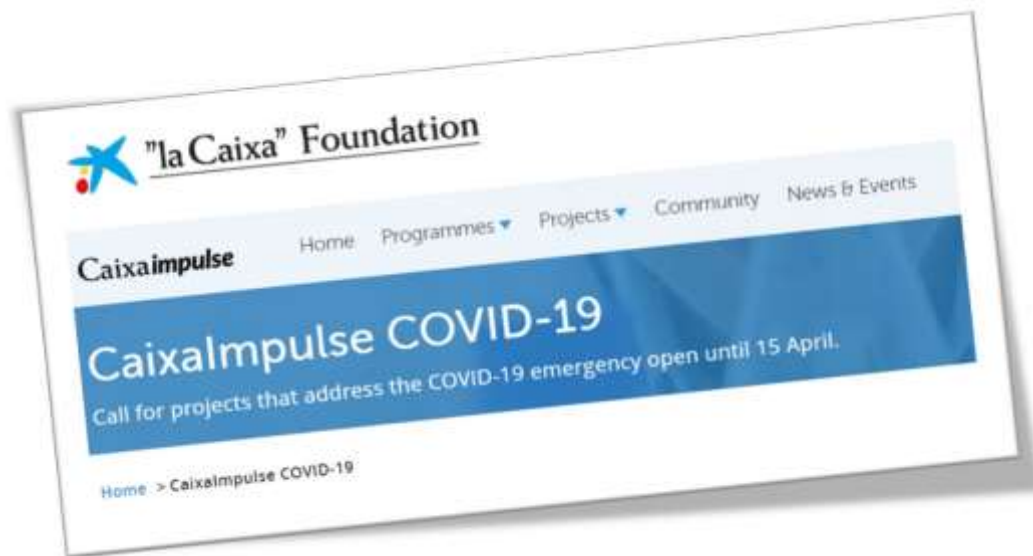 "la Caixa" Foundation
Caixaimpulse Home Programmes Projects Community News & Events
CaixaImpulse COVID-19
Call for projects that address the COVID-19 emergency open until 15 April.
Home > CaixaImpulse COVID-19